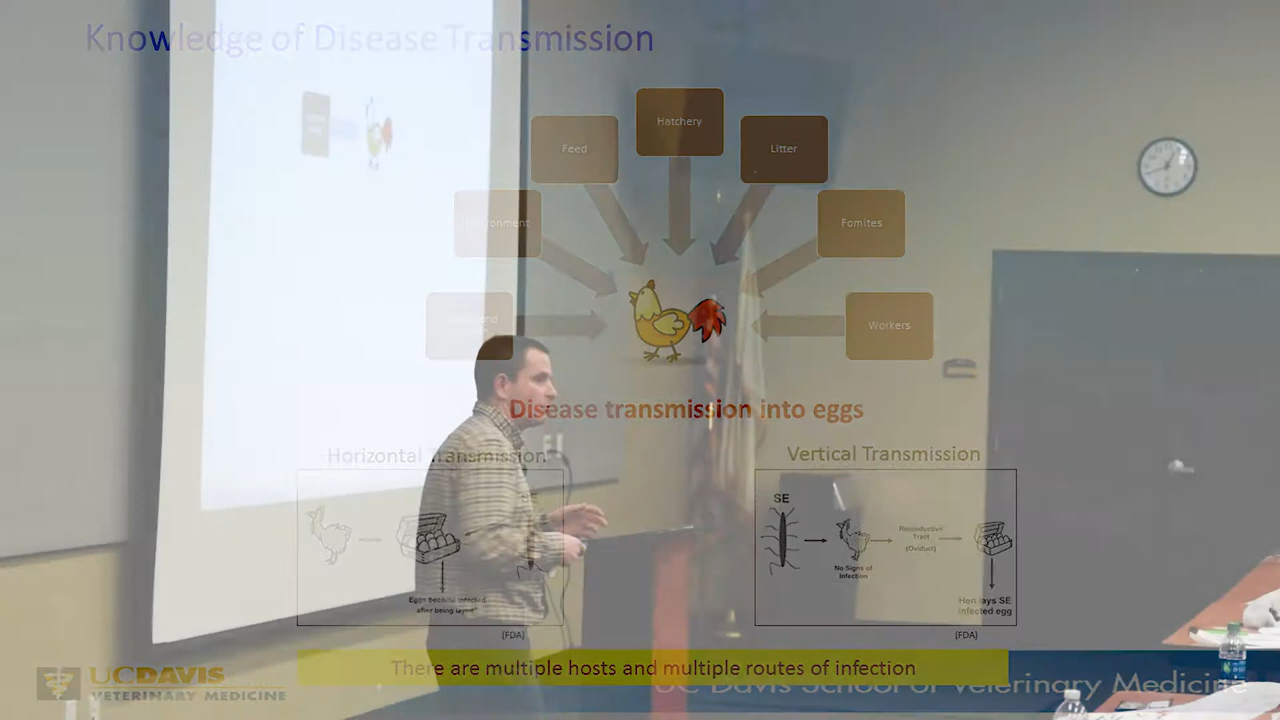 Knowledge of Disease Transmission
Hatchery
Feed
Litter
Fomites
Workers
Disease transmission into eggs
Horizontal Transmission
Vertical Transmission
SE
SE
Reproductive
Tract
(Oviduct)
No Signs of
Infection
Eggs become infected
after being layed
Hen lays SE
infected egg
(FDA)
(FDA)
There are multiple hosts and multiple routes of infection
UCDAVIS
VETERINARY MEDICINE
UC Davis School of Veterinary Medicine